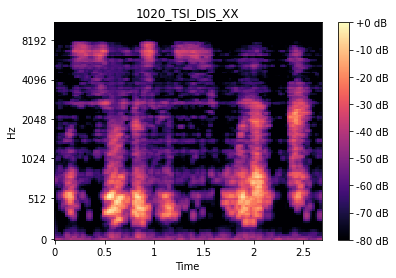 1020_TSI_DIS_XX
8192
4096
2048
1024
512
0
Hz
0
0.5
1
1.5
2
2.5
Time
+0 dB
-10 dB
-20 dB
-30 dB
-40 dB
-50 dB
-60 dB
-70 dB
-80 dB